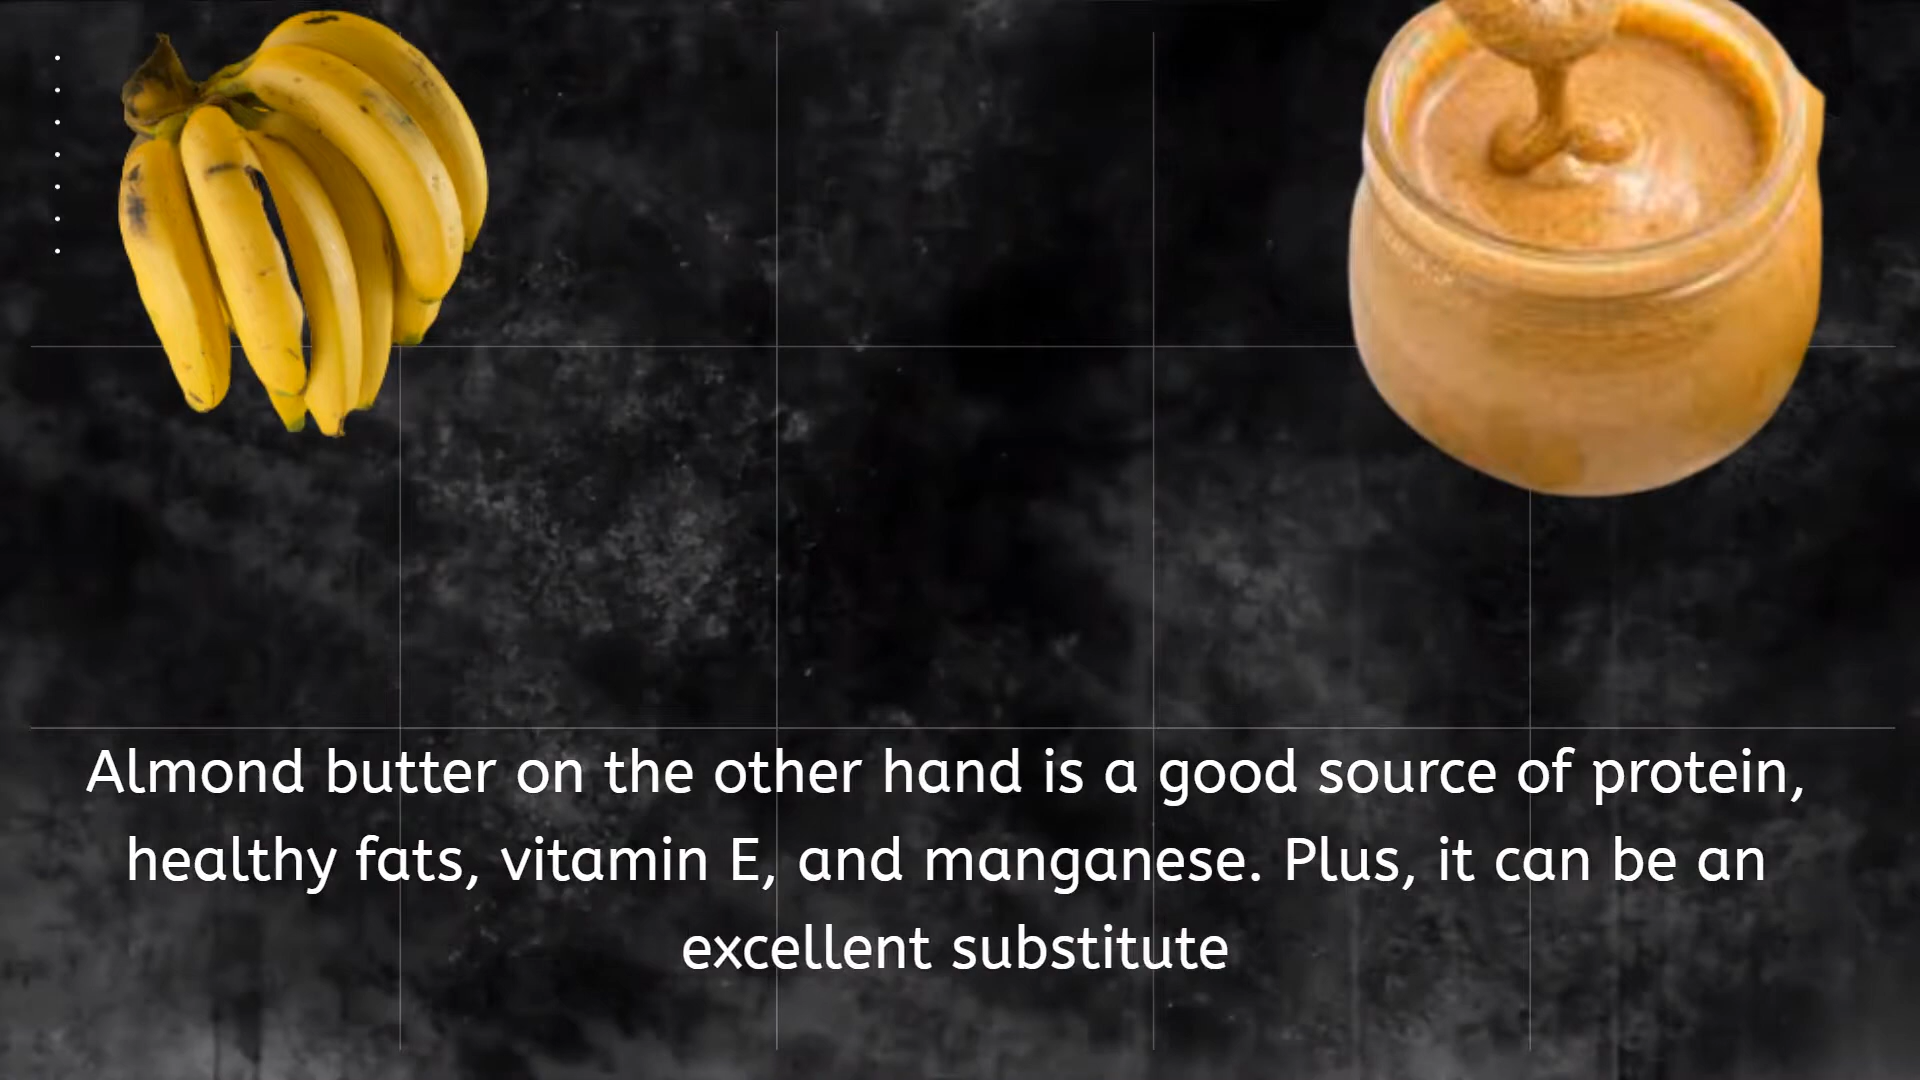 Almond butter on the other hand is a good source of protein,
healthy fats, vitamin E, and manganese. Plus, it can be an
excellent substitute